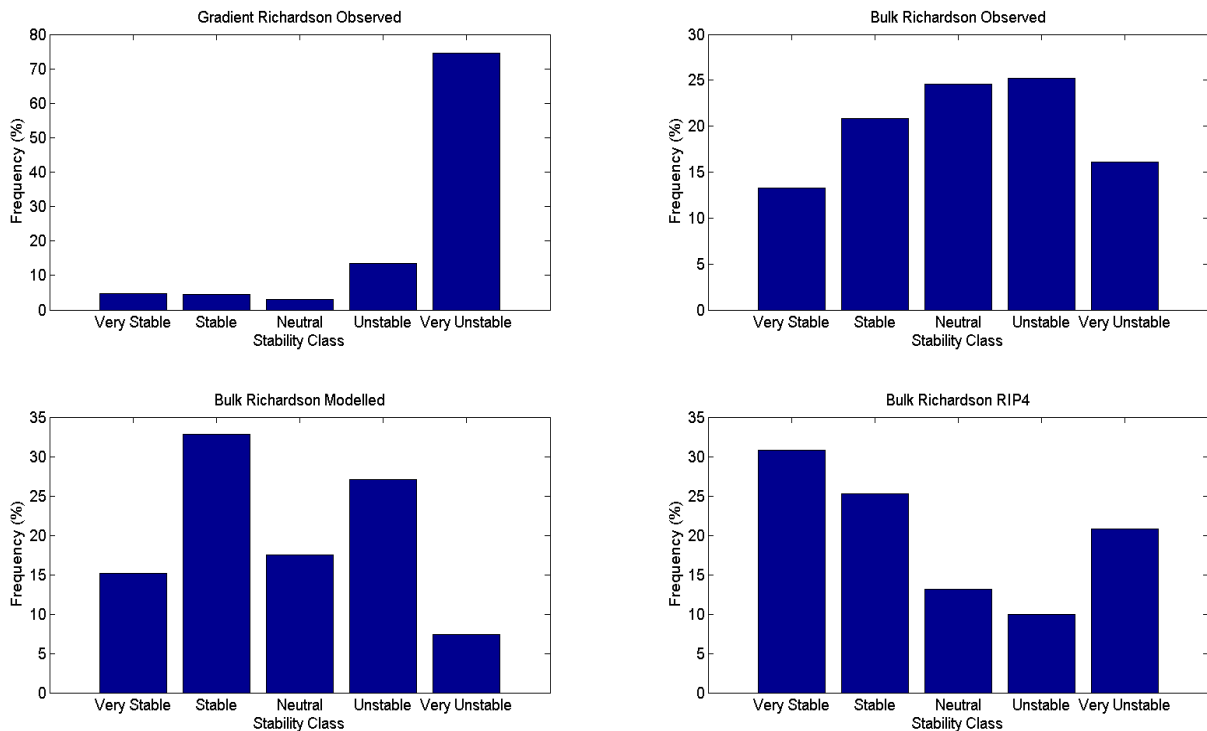 Gradient Richardson Observed
80
70
60
50
40
30
20
10
0
Frequency (%)
Very Stable Stable Neutral Unstable Very Unstable
Stability Class
Bulk Richardson Observed
30
25
20
15
10
5
0
Frequency (%)
Very Stable Stable Neutral Unstable Very Unstable
Stability Class
Bulk Richardson Modelled
35
30
25
20
15
10
5
0
Frequency (%)
Very Stable Stable Neutral Unstable Very Unstable
Stability Class
Bulk Richardson RIP4
35
30
25
20
15
10
5
0
Frequency (%)
Very Stable Stable Neutral Unstable Very Unstable
Stability Class